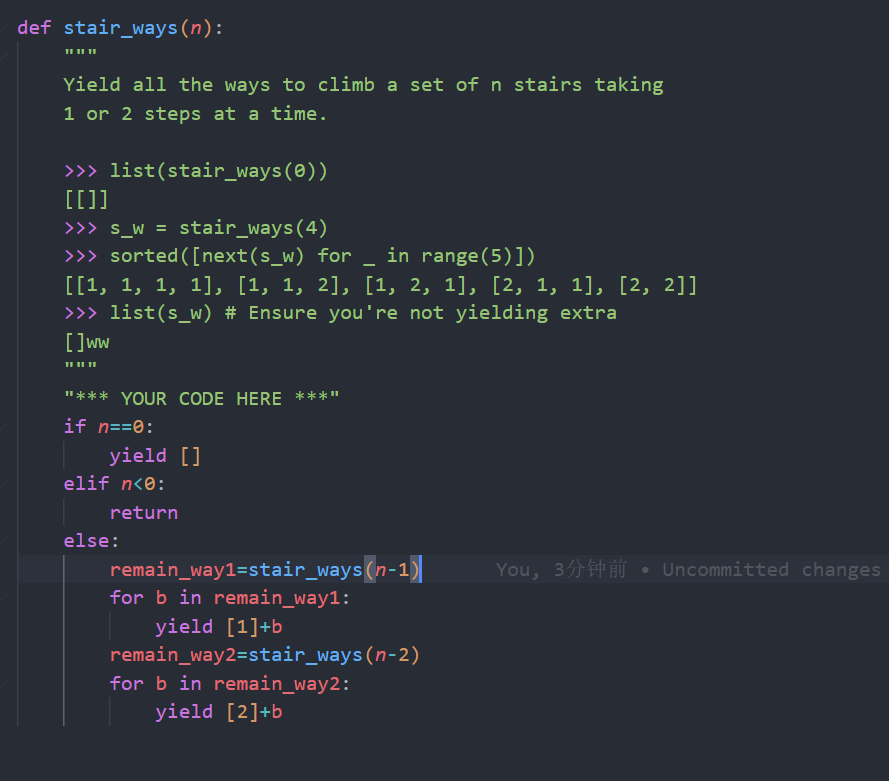 def stair_ways(n):
    """
    Yield all the ways to climb a set of n stairs taking
    1 or 2 steps at a time.

    >>> list(stair_ways(0))
    [[]]
    >>> s_w = stair_ways(4)
    >>> sorted([next(s_w) for _ in range(5)])
    [[1, 1, 1, 1], [1, 1, 2], [1, 2, 1], [2, 1, 1], [2, 2]]
    >>> list(s_w) # Ensure you're not yielding extra
    []ww
    """
    "*** YOUR CODE HERE ***"
    if n==0:
        yield []
    elif n<0:
        return
    else:
        remain_way1=stair_ways(n-1)      You, 3分钟前 • Uncommitted changes
        for b in remain_way1:
            yield [1]+b
        remain_way2=stair_ways(n-2)
        for b in remain_way2:
            yield [2]+b